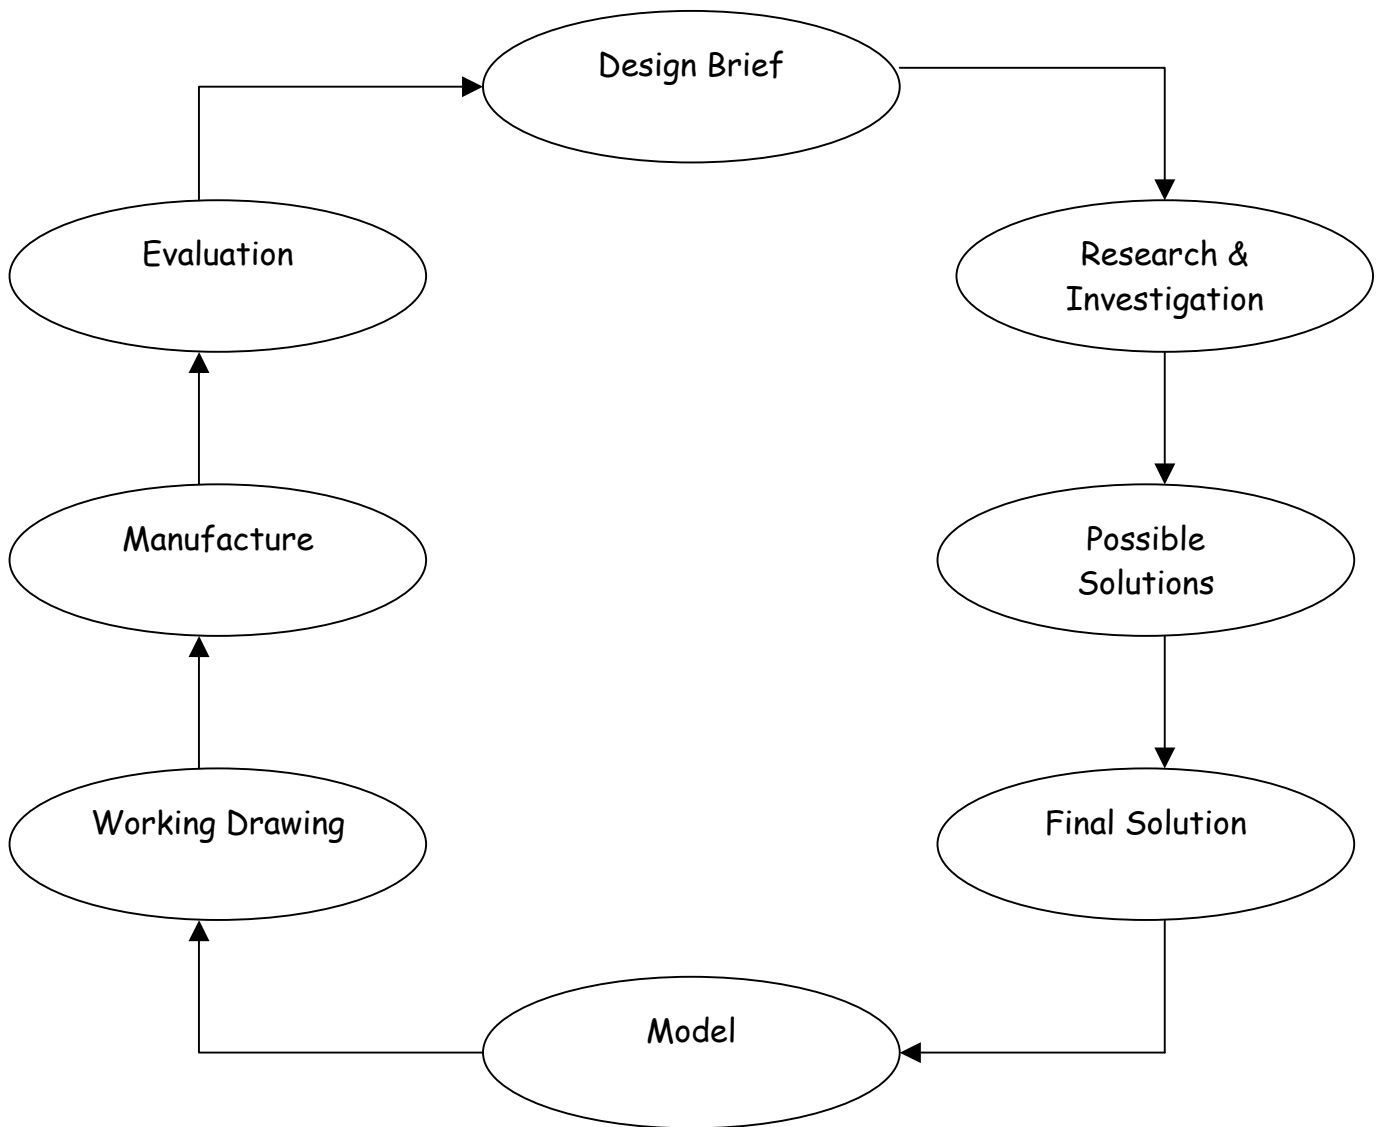 Design Brief
Evaluation
Research &
Investigation
Manufacture
Possible
Solutions
Working Drawing
Final Solution
Model